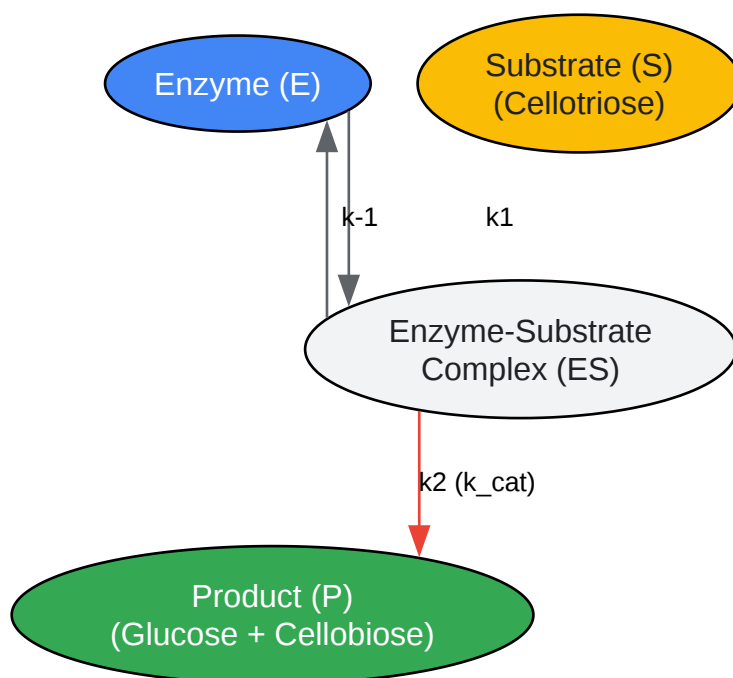 Enzyme (E)
Substrate (S)
(Cellotriose)
k-1
k1
Enzyme-Substrate
Complex (ES)
k2 (k_cat)
Product (P)
(Glucose + Cellobiose)